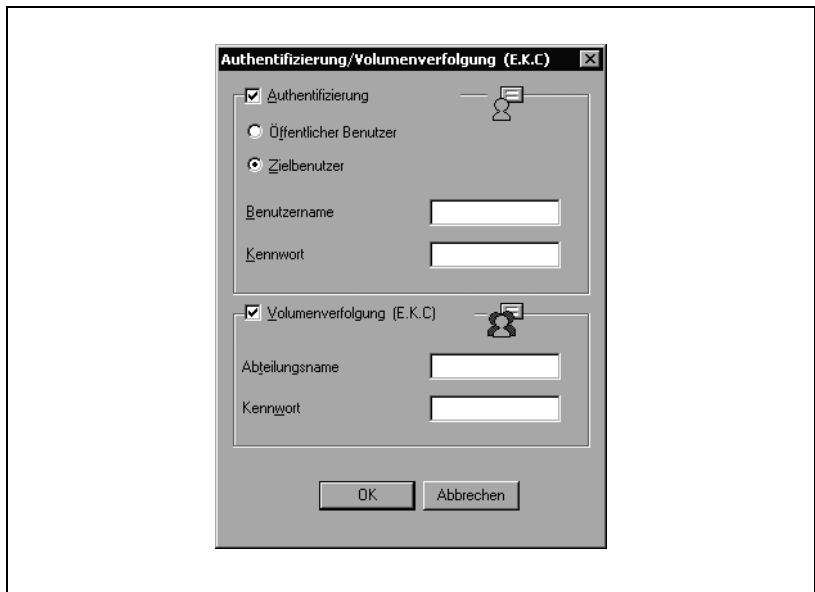 Authentifizierung/Volumenverfolgung (E.K.C)
Authentifizierung
Öffentlicher Benutzer
Zielbenutzer
Benutzername
Kennwort
Volumenverfolgung (E.K.C)
Abteilungsname
Kennwort
OK Abbrechen